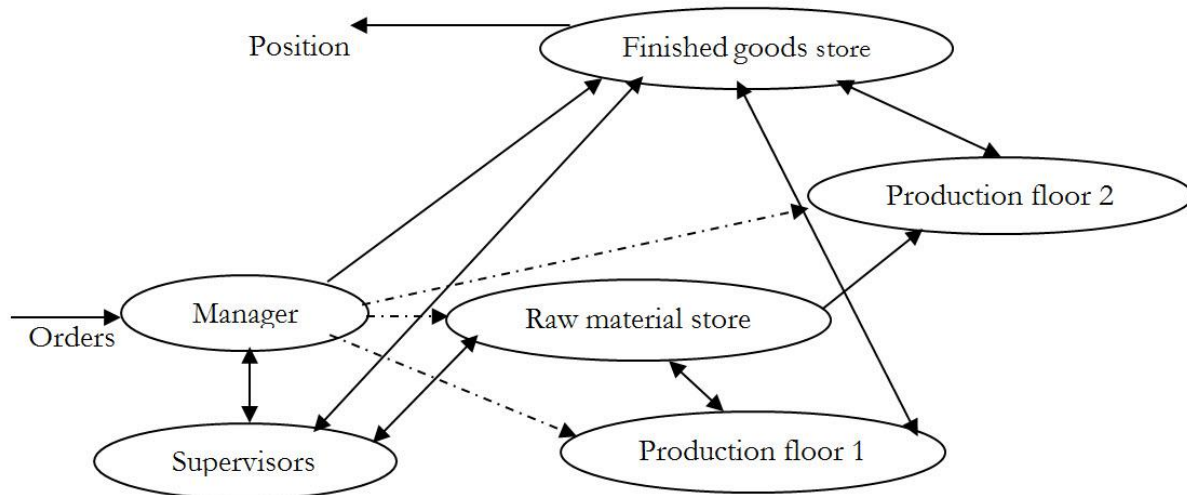 Position
Finished goods store
Production floor 2
Manager
Orders
Raw material store
Supervisors
Production floor 1